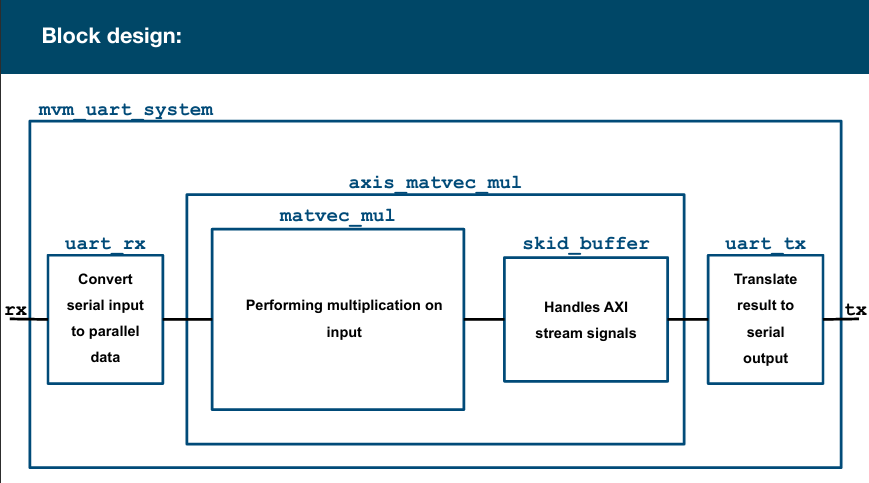 Block design:
mvm_uart_system
axis_matvec_mul
matvec_mul
uart_rx
skid_buffer
uart_tx
rx
Convert
serial input
to parallel
data
Performing multiplication on
input
Handles AXI
stream signals
Translate
result to
serial
output
tx